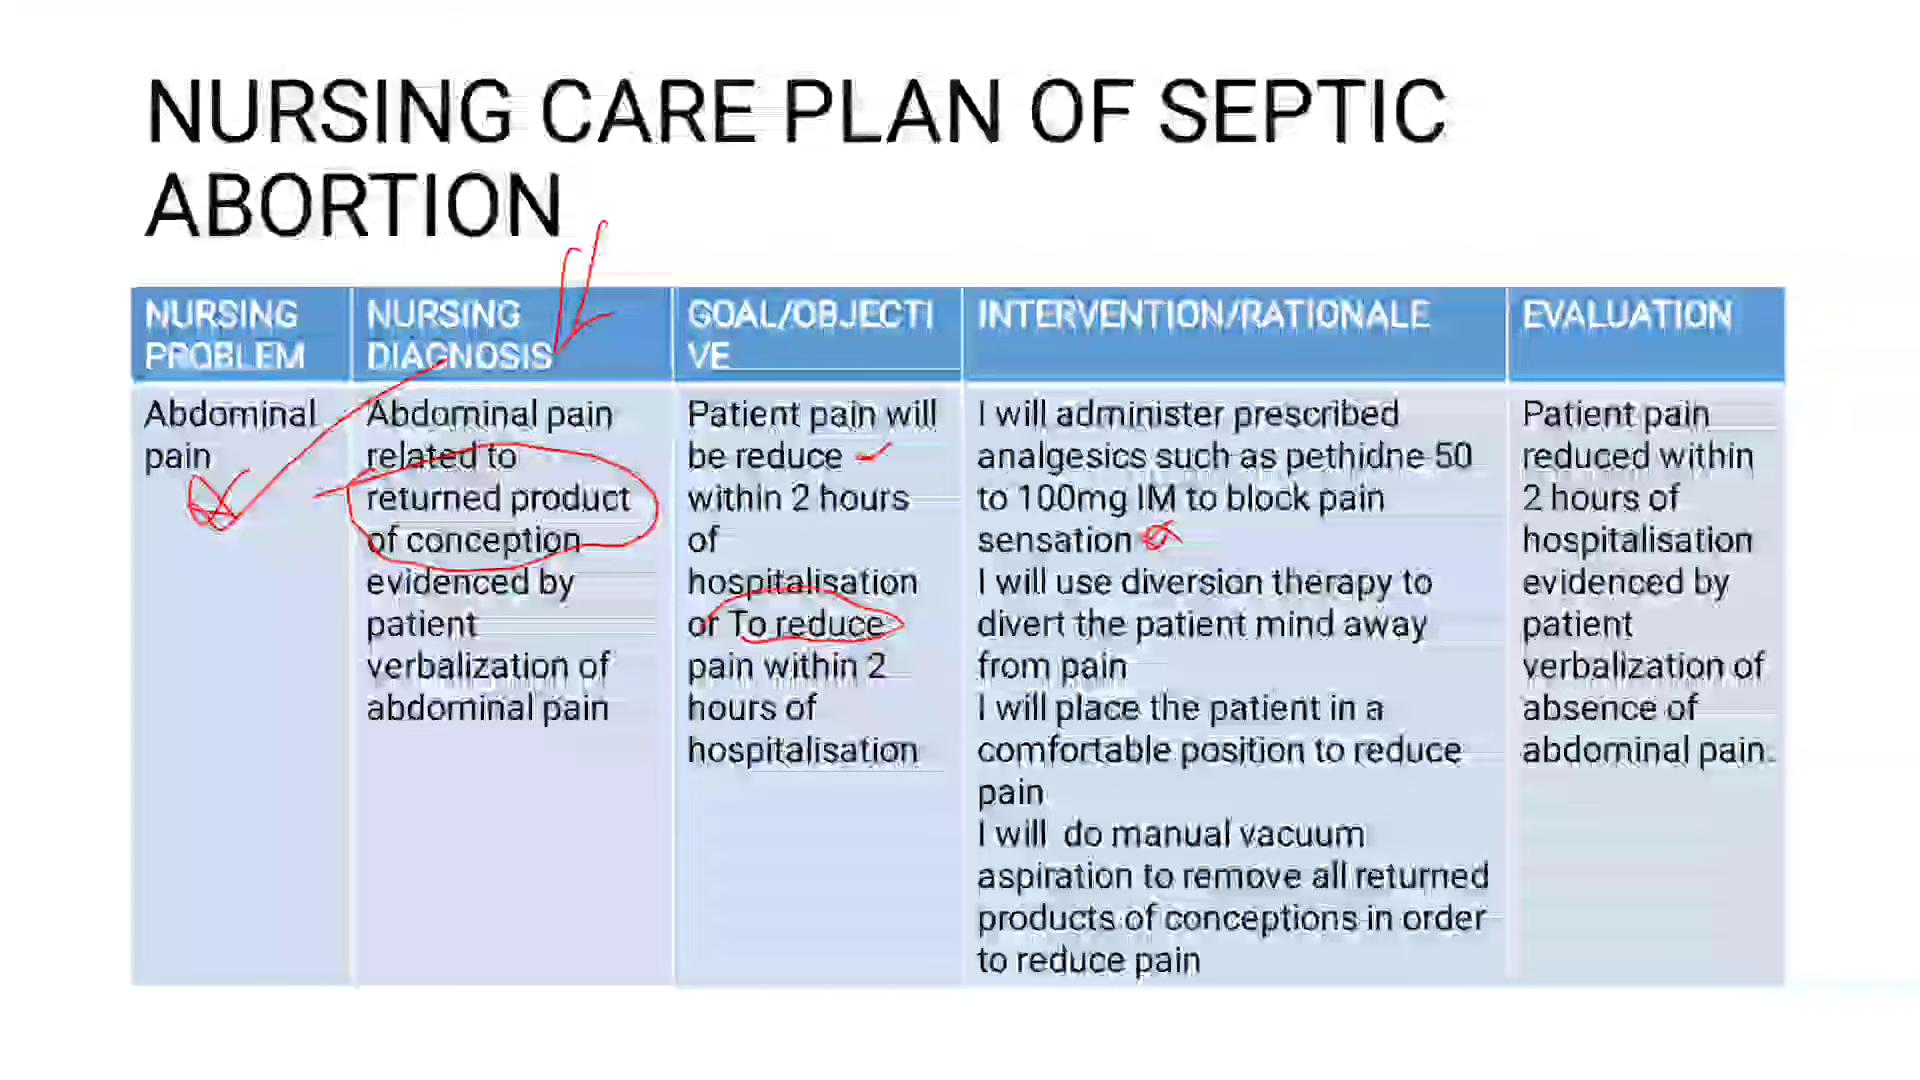 NURSING CARE PLAN OF SEPTIC
ABORTION
NURSING
PROBLEM
NURSING
DIAGNOSIS
GOAL/OBJECTI
VE
INTERVENTION/RATIONALE
EVALUATION
Abdominal
pain
Abdominal pain
related to
returned product
of conception
evidenced by
patient
verbalization of
abdominal pain
Patient pain will
be reduce
within 2 hours
of
hospitalisation
or To reduce
pain within 2
hours of
hospitalisation
I will administer prescribed
analgesics such as pethidne 50
to 100mg IM to block pain
sensation
I will use diversion therapy to
divert the patient mind away
from pain
I will place the patient in a
comfortable position to reduce
pain
I will do manual vacuum
aspiration to remove all returned
products of conceptions in order
to reduce pain
Patient pain
reduced within
2 hours of
hospitalisation
evidenced by
patient
verbalization of
absence of
abdominal pain.